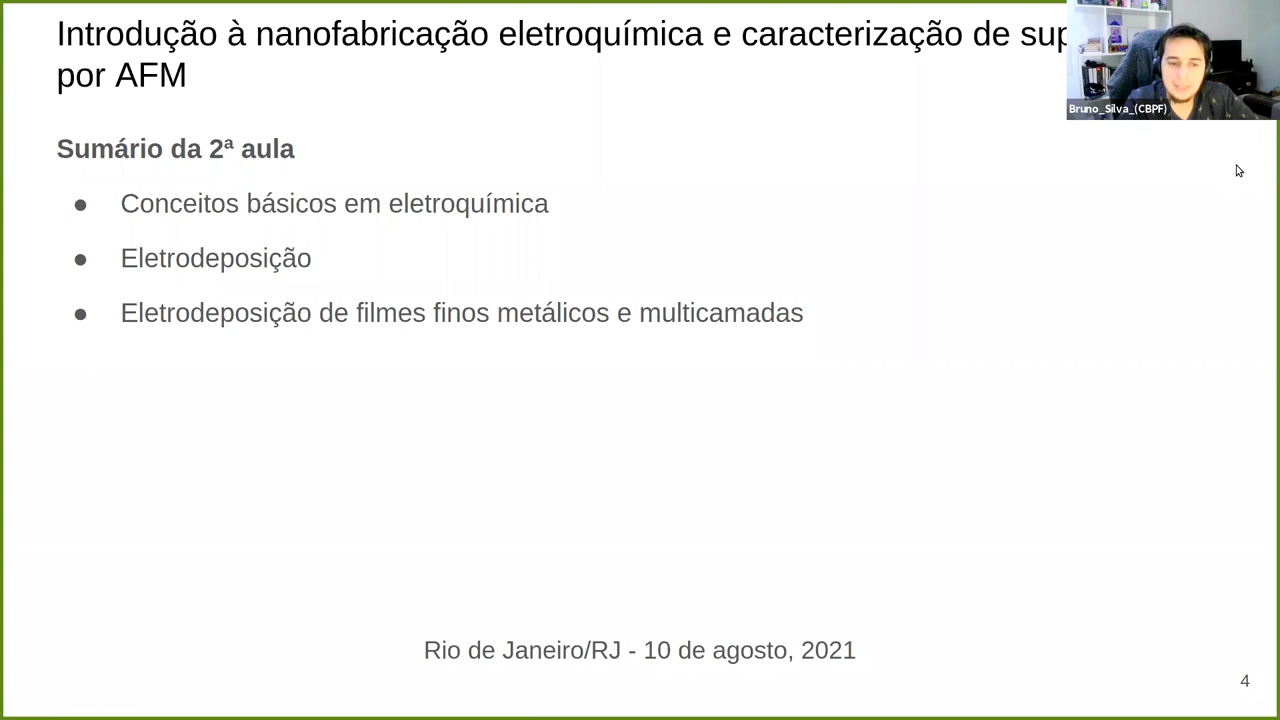 Introdução à nanofabricação eletroquímica e caracterização de
por AFM
Bruno_Silva_(CBPF)
Sumário da 2ª aula
● Conceitos básicos em eletroquímica
● Eletrodeposição
● Eletrodeposição de filmes finos metálicos e multicamadas
Rio de Janeiro/RJ - 10 de agosto, 2021
4